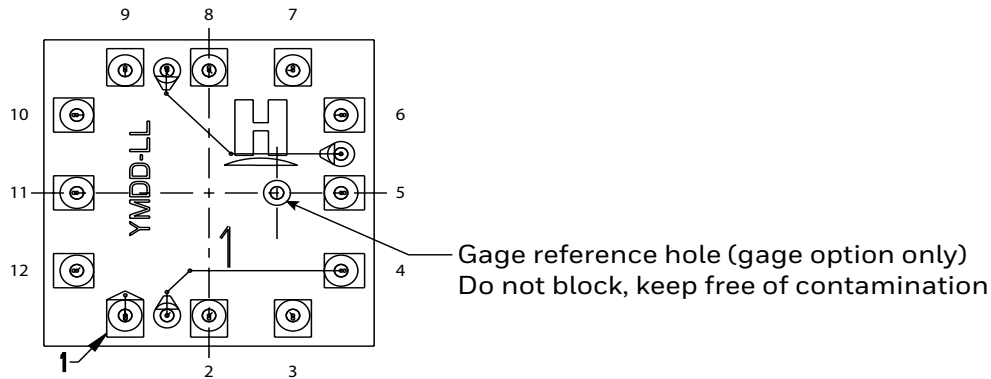 9 8 7
10 6
H
YMDD-LL
11 5
1
12 4
Gage reference hole (gage option only)
Do not block, keep free of contamination
1
2 3